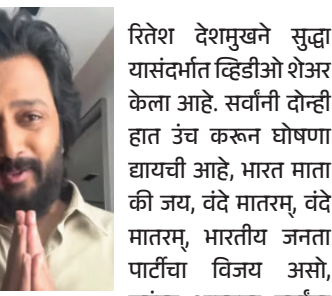 रितेश देशमुखने सुद्धा
यासंदर्भात व्हिडीओ शेअर
केला आहे. सर्वांनी दोन्ही
हात उंच करून घोषणा
द्यायची आहे, भारत माता
की जय, वंदे मातरम्, वंदे
मातरम्, भारतीय जनता
पार्टीचा विजय असो,